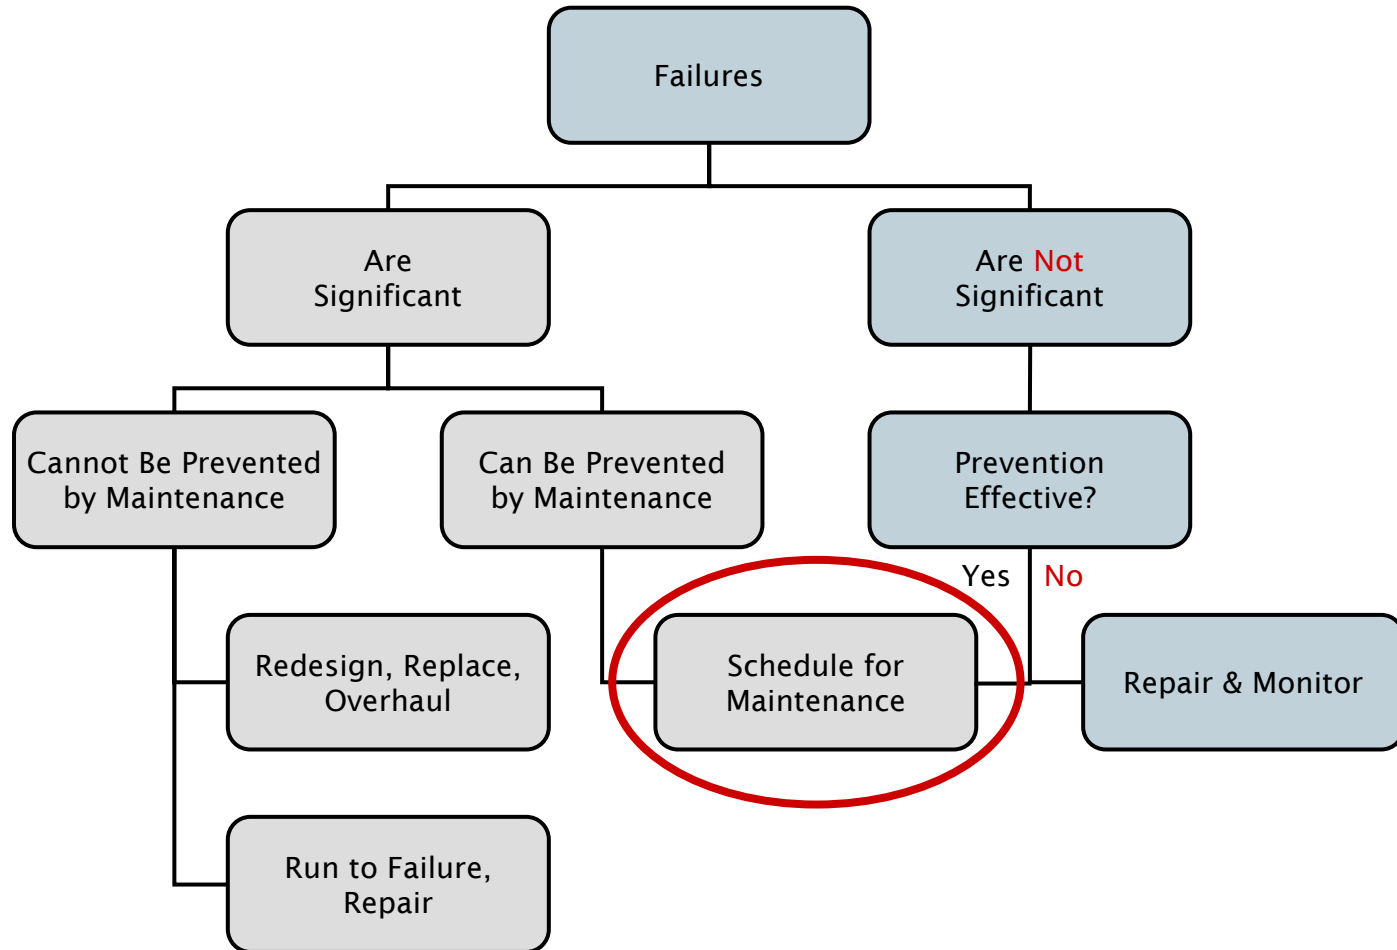 Failures
Are
Significant
Are Not
Significant
Cannot Be Prevented
by Maintenance
Can Be Prevented
by Maintenance
Prevention
Effective?
Yes No
Redesign, Replace,
Overhaul
Schedule for
Maintenance
Repair & Monitor
Run to Failure,
Repair